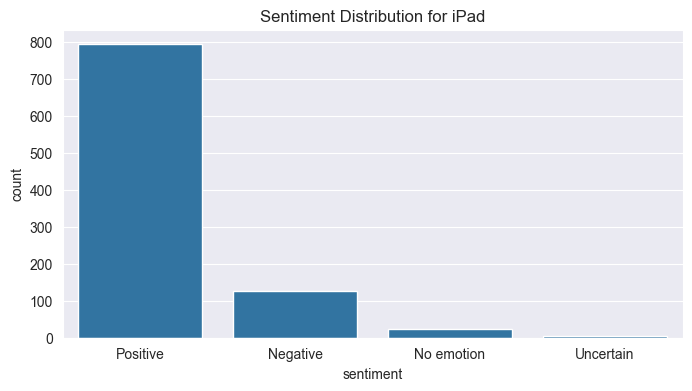 Sentiment Distribution for iPad
800
700
600
500
400
300
200
100
0
count
Positive Negative No emotion Uncertain
sentiment